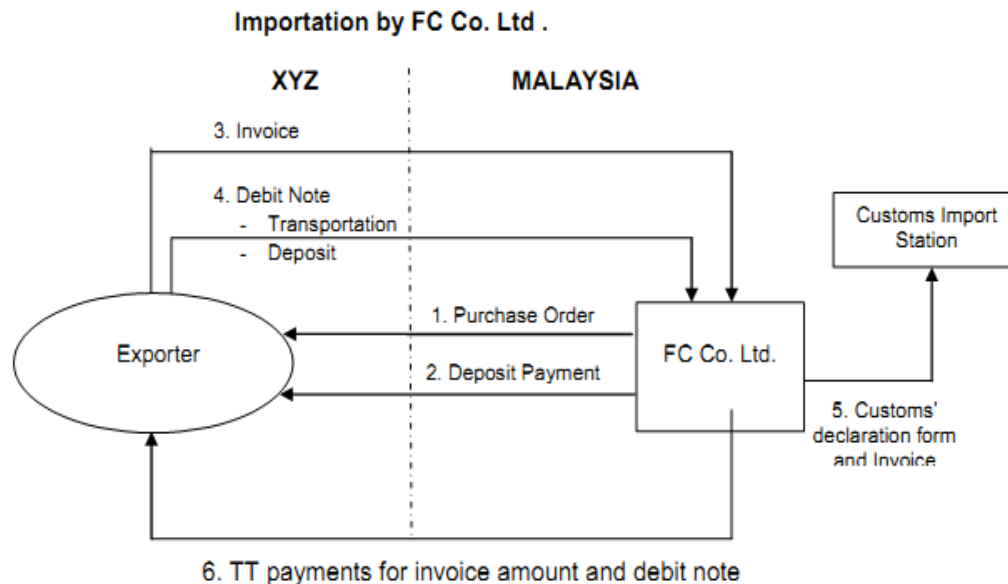 Importation by FC Co. Ltd .
XYZ
MALAYSIA
3. Invoice
4. Debit Note
- Transportation
- Deposit
Customs Import
Station
1. Purchase Order
Exporter
FC Co. Ltd.
2. Deposit Payment
5. Customs'
declaration form
and Invoice
6. TT payments for invoice amount and debit note